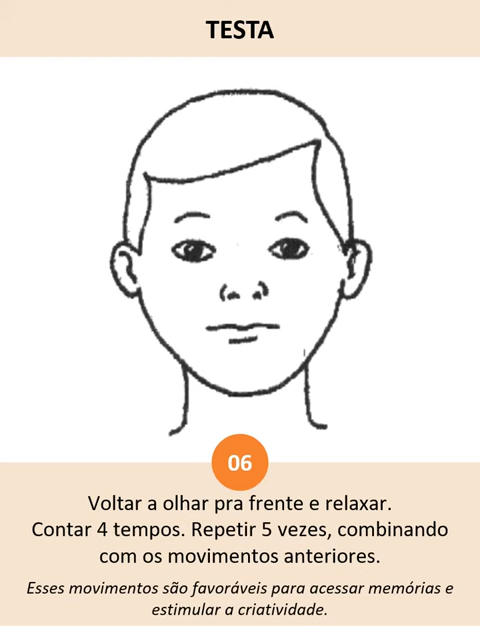 TESTA
06
Voltar a olhar pra frente e relaxar.
Contar 4 tempos. Repetir 5 vezes, combinando
com os movimentos anteriores.
Esses movimentos são favoráveis para acessar memórias e
estimular a criatividade.